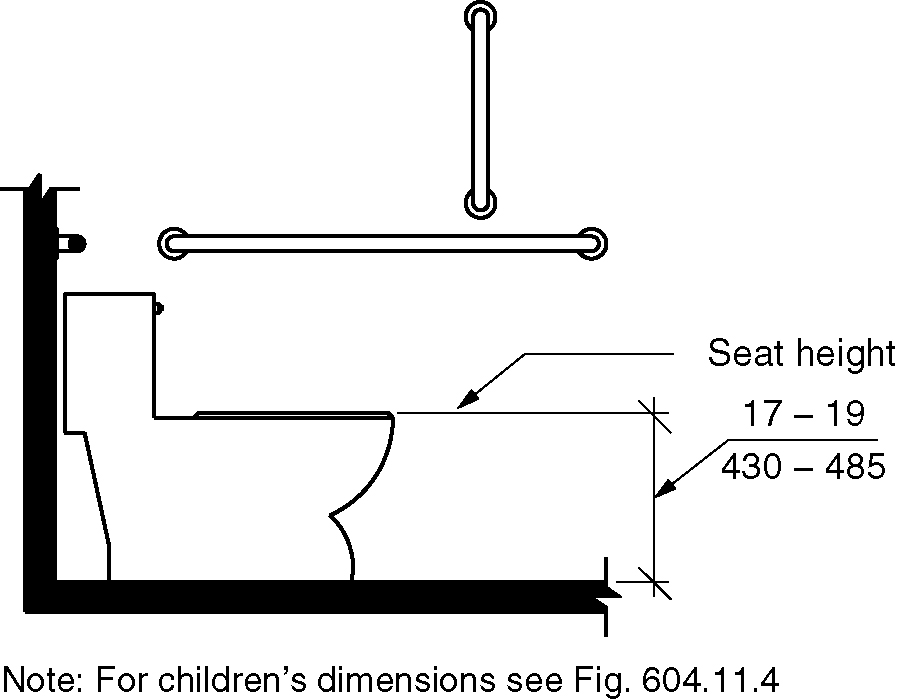 Seat height
17 – 19
430 – 485
Note: For children’s dimensions see Fig. 604.11.4